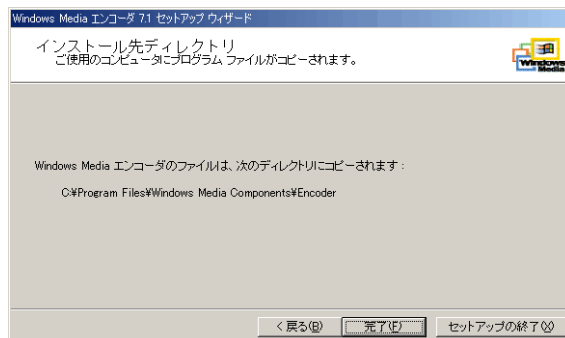 Windows Media エンコーダ 7.1 セットアップ ウィザード
インストール先ディレクトリ
ご使用のコンピュータにプログラム ファイルがコピーされます。
Windows Media
Windows Media エンコーダのファイルは、次のディレクトリにコピーされます :
C:¥Program Files¥Windows Media Components¥Encoder
< 戻る(B)
完了(F)
セットアップの終了(X)